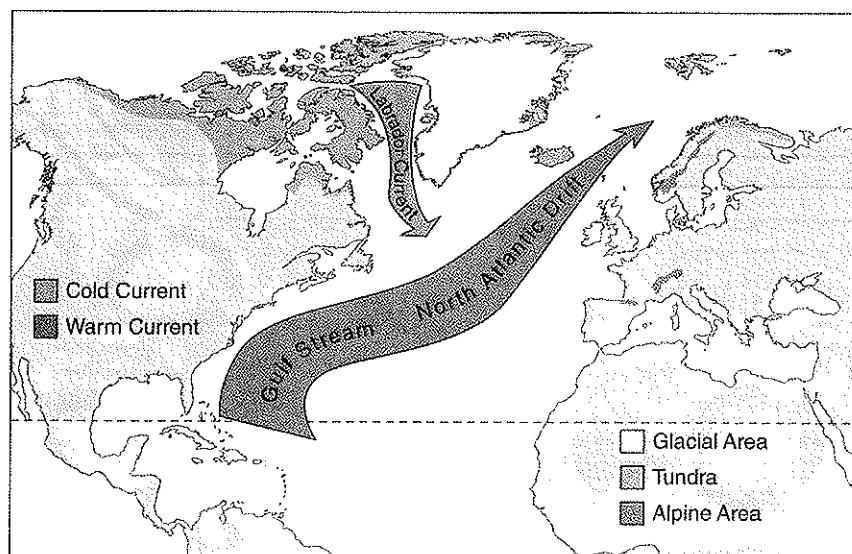 Labrador Current
North Atlantic Drift
Gulf Stream
Cold Current
Warm Current
Glacial Area
Tundra
Alpine Area